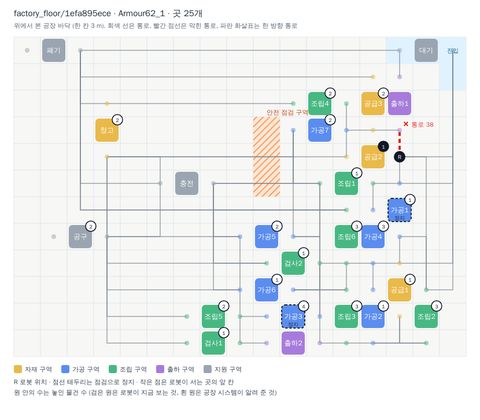 factory_floor/1efa895ece · Armour62_1 · 곳 25개
위에서 본 공장 바닥 (한 칸 3 m). 회색 선은 통로, 빨간 점선은 막힌 통로, 파란 화살표는 한 방향 통로
폐기
대기
안전 점검 구역
조립4
2
공급3
2
출하1
창고
2
가공7
2
✖ 통로 38
공급2
1
R
충전
조립1
1
가공1
공구
2
가공5
2
조립6
3
가공4
3
검사2
1
가공6
1
공급1
1
조립5
2
가공3
4
정지
조립3
3
가공2
1
조립2
3
검사1
1
출하2
자재 구역
가공 구역
조립 구역
출하 구역
지원 구역
R 로봇 위치 · 점선 테두리는 점검으로 정지 · 작은 점은 로봇이 서는 곳의 앞 칸
원 안의 수는 놓인 물건 수 (검은 원은 로봇이 지금 보는 것, 흰 원은 공장 시스템이 알려 준 것)